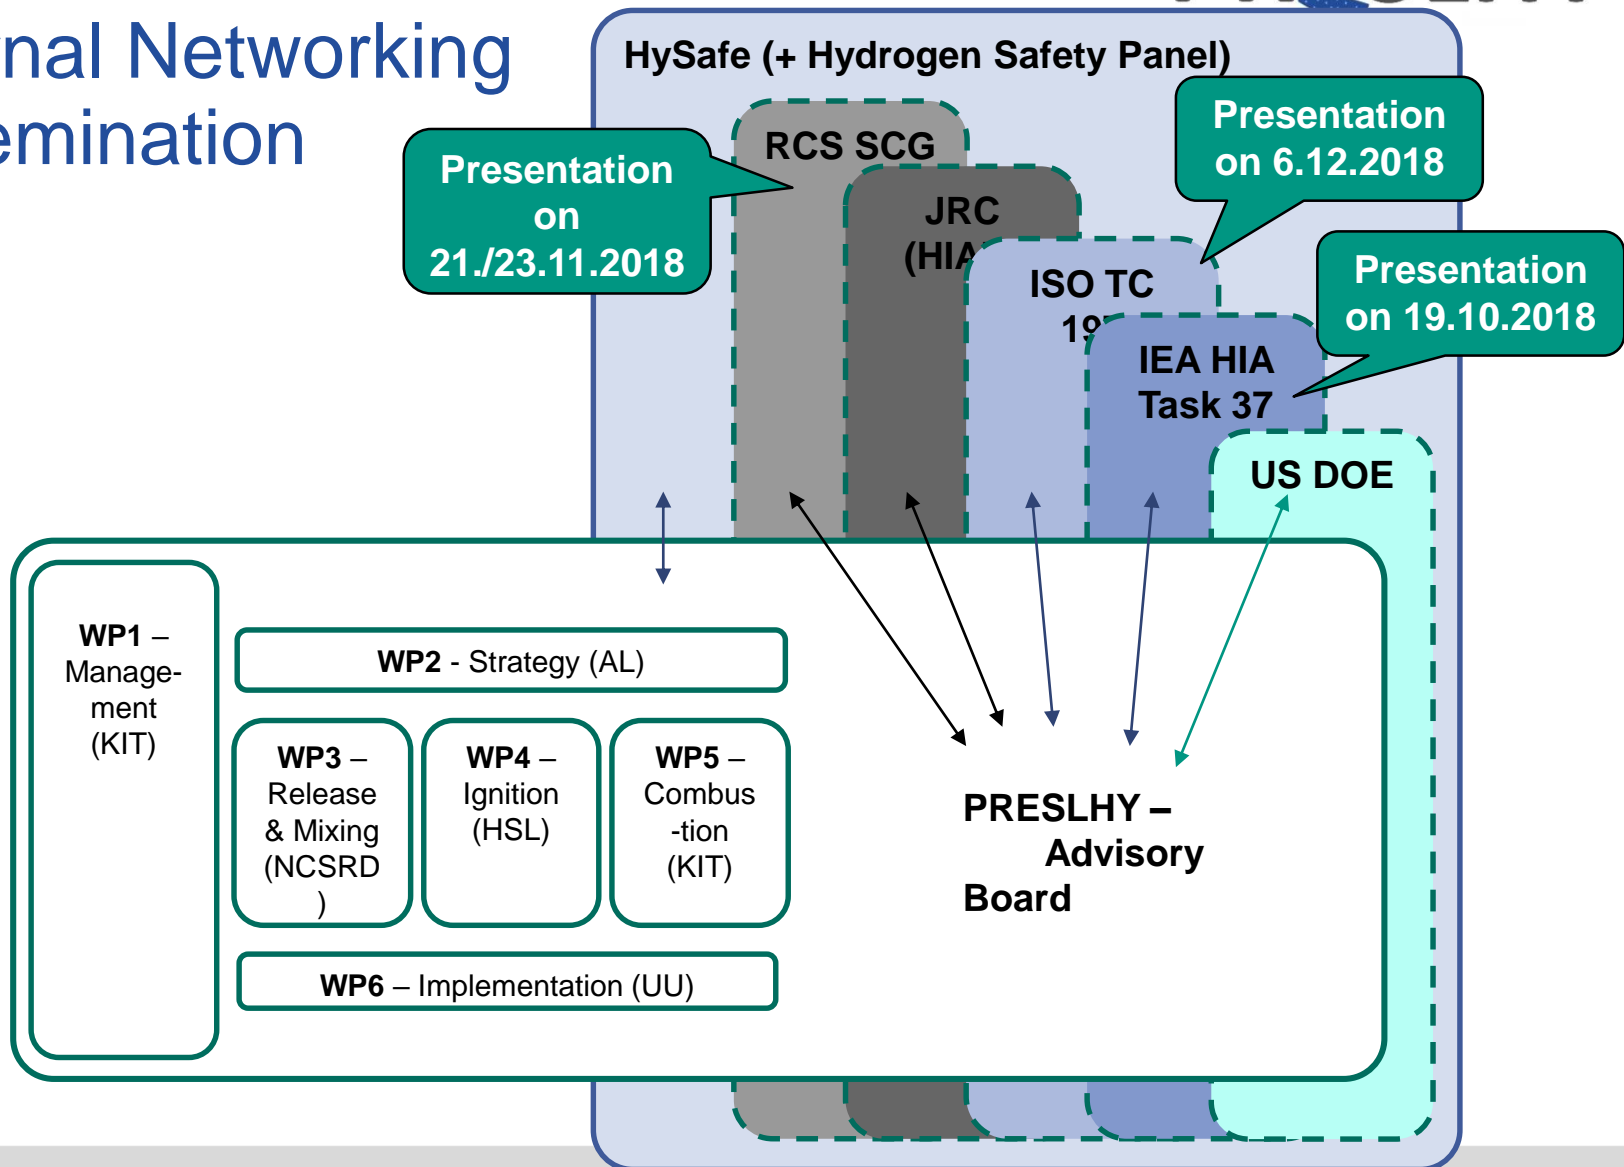 nal Networking
emination
HySafe (+ Hydrogen Safety Panel)
RCS SCG
Presentation
on
21./23.11.2018
JRC
(HIA
Presentation
on 6.12.2018
ISO TC
19
Presentation
on 19.10.2018
IEA HIA
Task 37
US DOE
WP1 –
Manage-
ment
(KIT)
WP2 - Strategy (AL)
WP3 –
Release
& Mixing
(NCSRD
)
WP4 –
Ignition
(HSL)
WP5 –
Combus
-tion
(KIT)
WP6 – Implementation (UU)
PRESLHY –
Advisory
Board